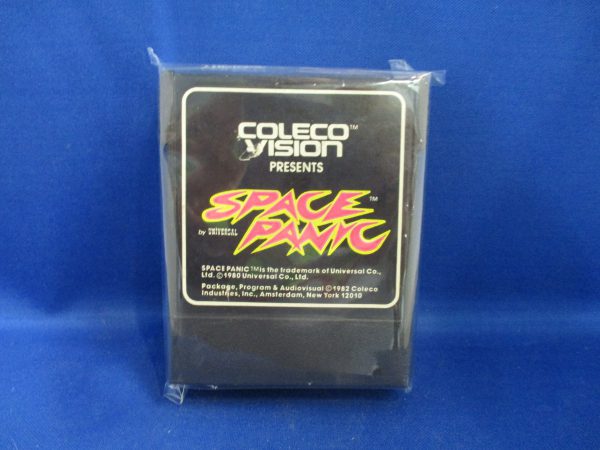 COLECO™
VISION
PRESENTS
SPACE™
by UNIVERSAL PANIC
SPACE PANIC™ is the trademark of Universal Co.,
Ltd. ©1980 Universal Co., Ltd.
Package, Program & Audiovisual ©1982 Coleco
Industries, Inc., Amsterdam, New York 12010